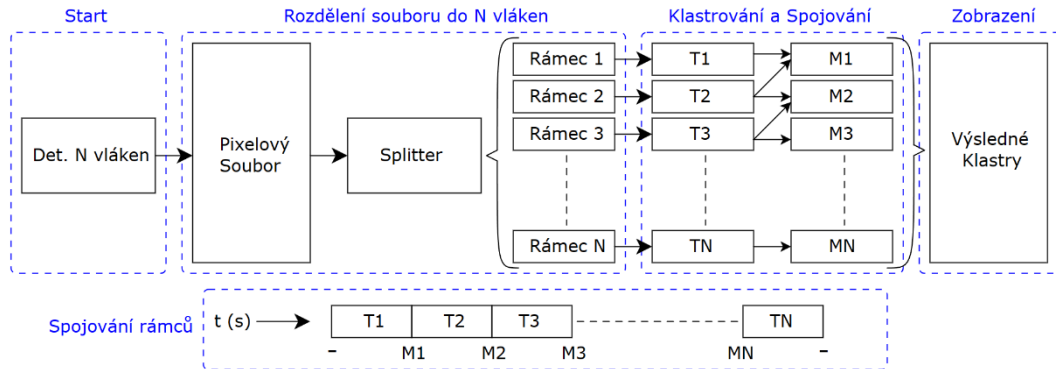 Start
Rozdělení souboru do N vláken
Klastrování a Spojování
Zobrazení
Det. N vláken
Pixelový
Soubor
Splitter
Rámec 1
Rámec 2
Rámec 3
Rámec N
T1
T2
T3
TN
M1
M2
M3
MN
Výsledné
Klastry
Spojování rámců
t (s)
T1
T2
T3
TN
-
M1
M2
M3
MN
-